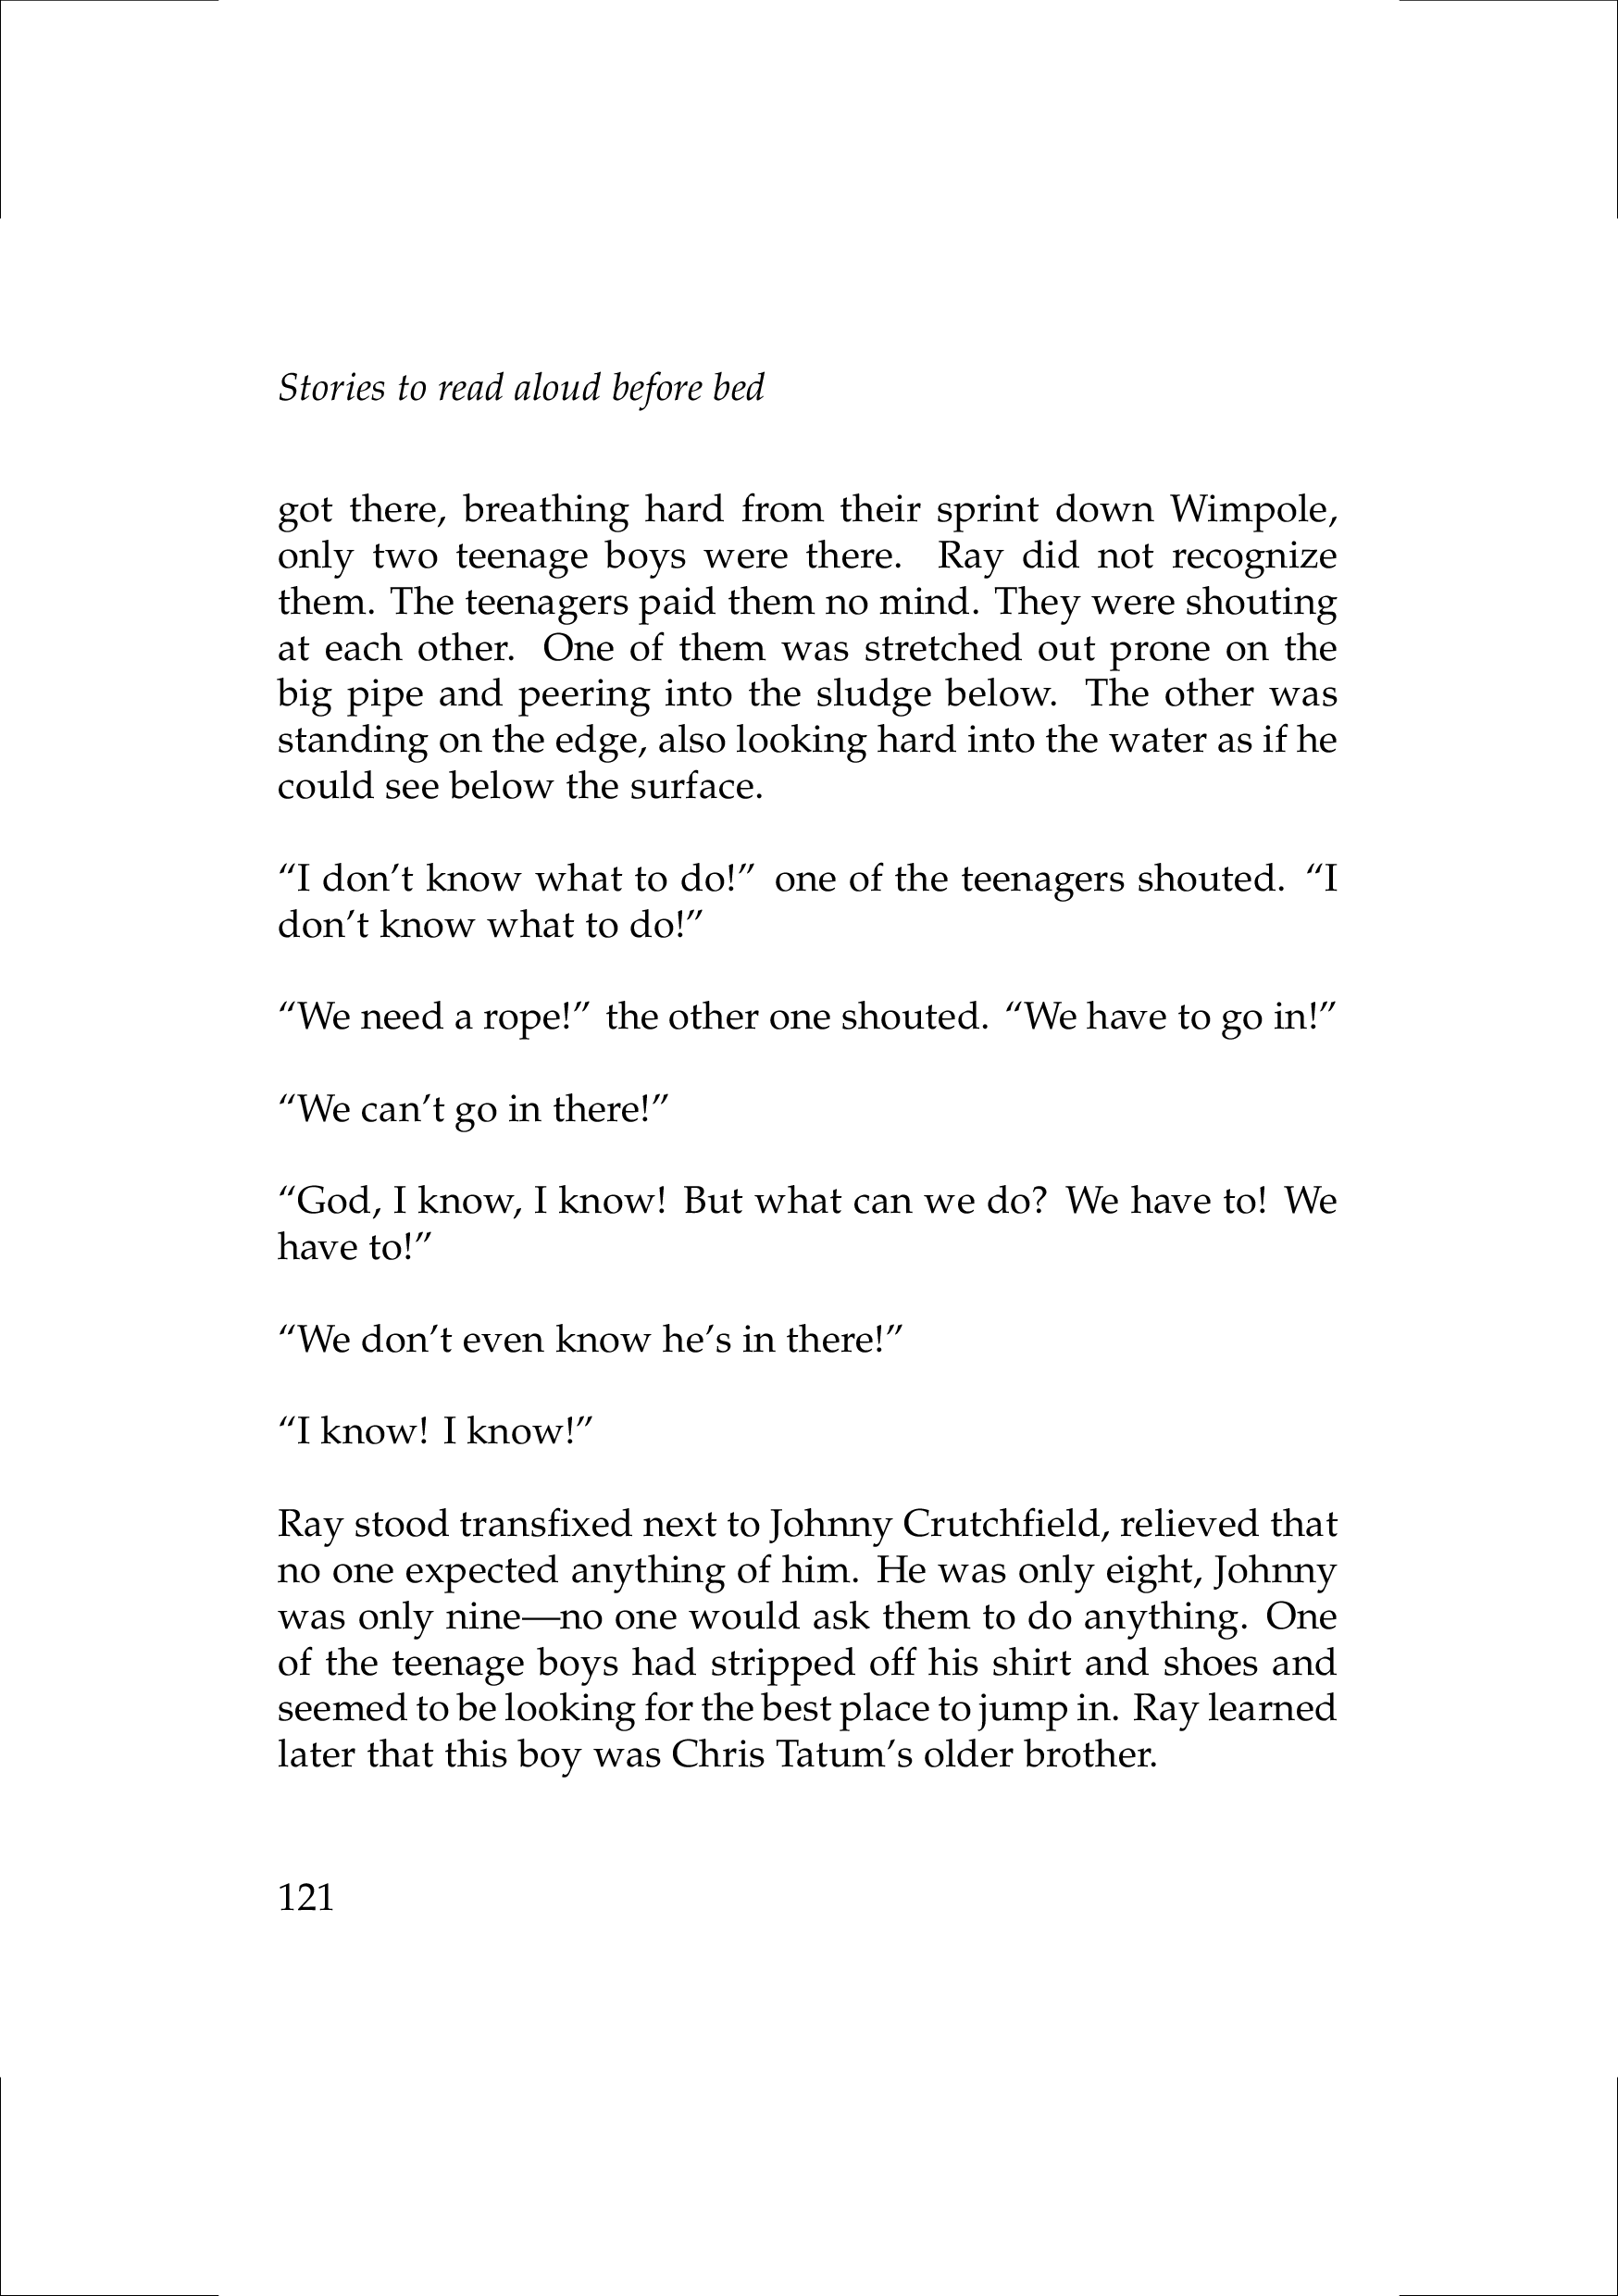 Stories to read aloud before bed
got there, breathing hard from their sprint down Wimpole,
only two teenage boys were there. Ray did not recognize
them. The teenagers paid them no mind. They were shouting
at each other. One of them was stretched out prone on the
big pipe and peering into the sludge below. The other was
standing on the edge, also looking hard into the water as if he
could see below the surface.
“I don’t know what to do!” one of the teenagers shouted. “I
don’t know what to do!”
“We need a rope!” the other one shouted. “We have to go in!”
“We can’t go in there!”
“God, I know, I know! But what can we do? We have to! We
have to!”
“We don’t even know he’s in there!”
“I know! I know!”
Ray stood transfixed next to Johnny Crutchfield, relieved that
no one expected anything of him. He was only eight, Johnny
was only nine—no one would ask them to do anything. One
of the teenage boys had stripped off his shirt and shoes and
seemed to be looking for the best place to jump in. Ray learned
later that this boy was Chris Tatum’s older brother.
121